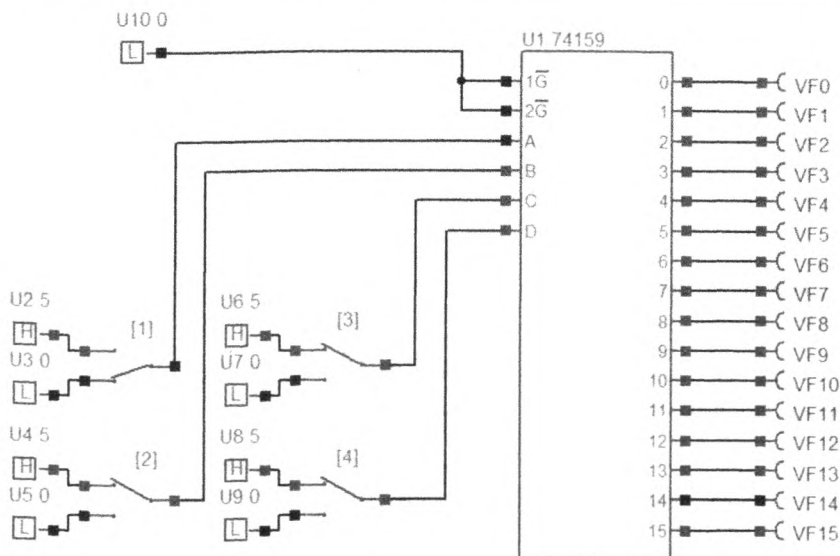 U10 0
L
U1 74159
1G
2G
A
B
C
D
0
1
2
3
4
5
6
7
8
9
10
11
12
13
14
15
VF0
VF1
VF2
VF3
VF4
VF5
VF6
VF7
VF8
VF9
VF10
VF11
VF12
VF13
VF14
VF15
U2 5
H
[1]
U3 0
L
U6 5
H
[3]
U7 0
L
U4 5
H
[2]
U5 0
L
U8 5
H
[4]
U9 0
L